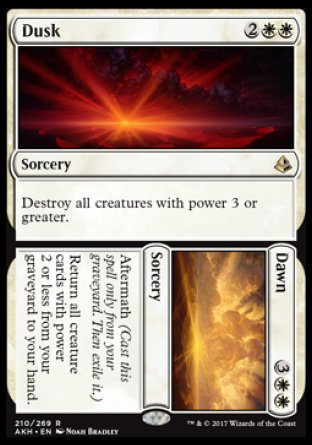 Dusk 2
Sorcery
Destroy all creatures with power 3 or
greater.
Dawn 3
Sorcery
Aftermath (Cast this
spell only from your
graveyard. Then exile it.)
Return all creature
cards with power
2 or less from your
graveyard to your hand.
210/269 R
AKH • EN Noah Bradley
™ & © 2017 Wizards of the Coast